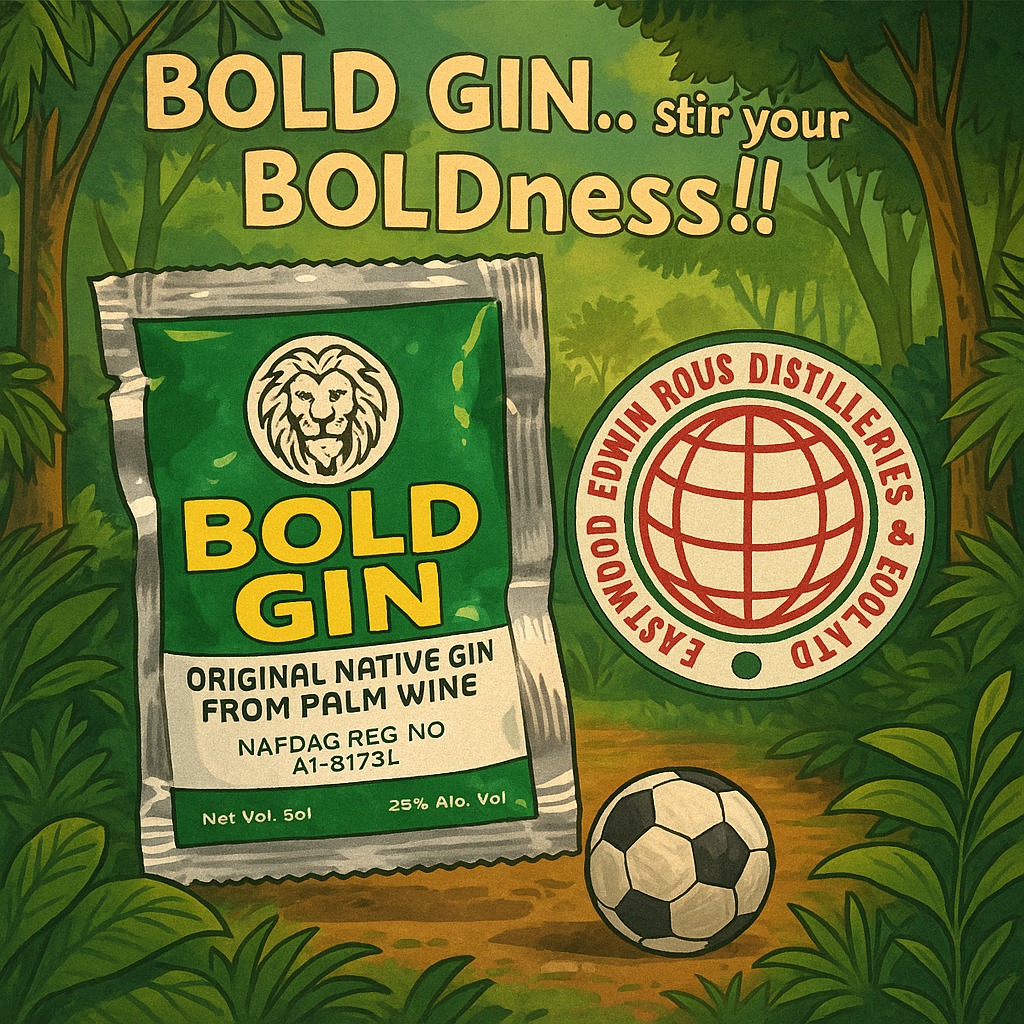 BOLD GIN.. stir your
BOLDness!!
BOLD
GIN
ORIGINAL NATIVE GIN
FROM PALM WINE
NAFDAG REG NO
A1-8173L
Net Vol. 5ol
25% Alo. Vol
EASTWOOD EDWIN ROUS DISTILLERIES & EOOLATD